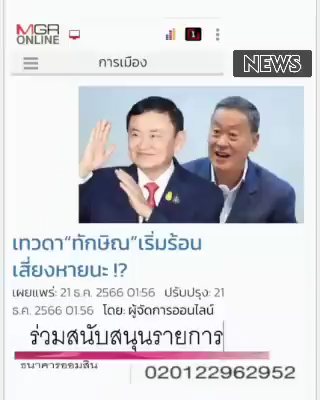 MGR
ONLINE
1
การเมือง
NEWS
เทวดา“ทักษิณ”เริ่มร้อน
เสี่ยงหายนะ !?
เผยแพร่: 21 ธ.ค. 2566 01:56 ปรับปรุง: 21
ธ.ค. 2566 01:56 โดย: ผู้จัดการออนไลน์
ร่วมสนับสนุนรายการ
ธนาคารออมสิน
020122962952